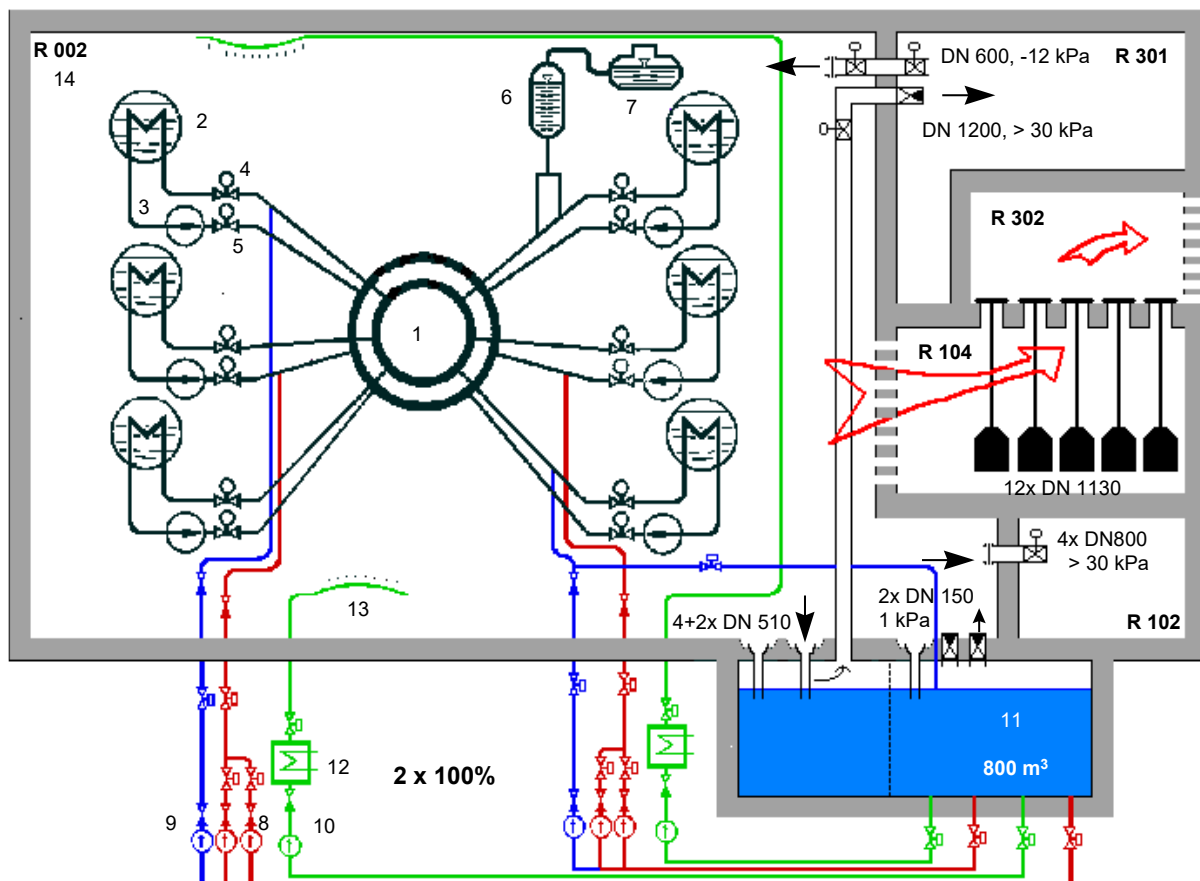 R 002
14
6
7
DN 600, -12 kPa
R 301
2
DN 1200, > 30 kPa
4
3
5
R 302
1
R 104
12x DN 1130
4x DN800
> 30 kPa
13
4+2x DN 510
2x DN 150
1 kPa
R 102
11
800 m³
12
2 x 100%
9
8
10